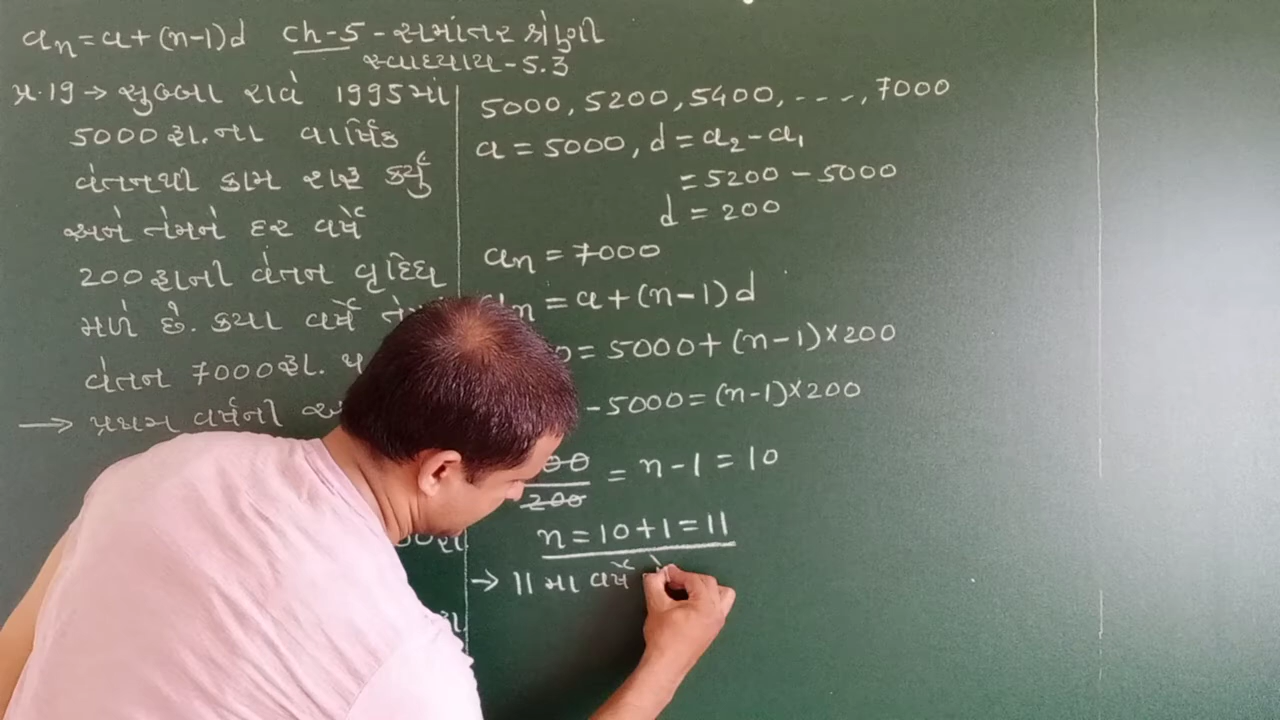 aₙ = a + (n-1) d ch-5 - સમાંતર શ્રેણી
સ્વાધ્યાય - 5.3
પ્ર.19 → સુબ્બા રાવે 1995માં
5000 રૂા.ના વાર્ષિક
વેતનથી કામ શરૂ કર્યું
અને તેમને દર વર્ષે
200 રૂાની વેતન વૃદ્ધિ
મળે છે. કયા વર્ષે
વેતન 7000 રૂા.
→ પ્રથમ વર્ષની
5000, 5200, 5400, ---, 7000
a = 5000, d = a₂ - a₁
= 5200 - 5000
d = 200
aₙ = 7000
= a + (n-1) d
= 5000 + (n-1) × 200
- 5000 = (n-1) × 200
= n - 1 = 10
200
n = 10 + 1 = 11
→ 11 મા વર્ષે